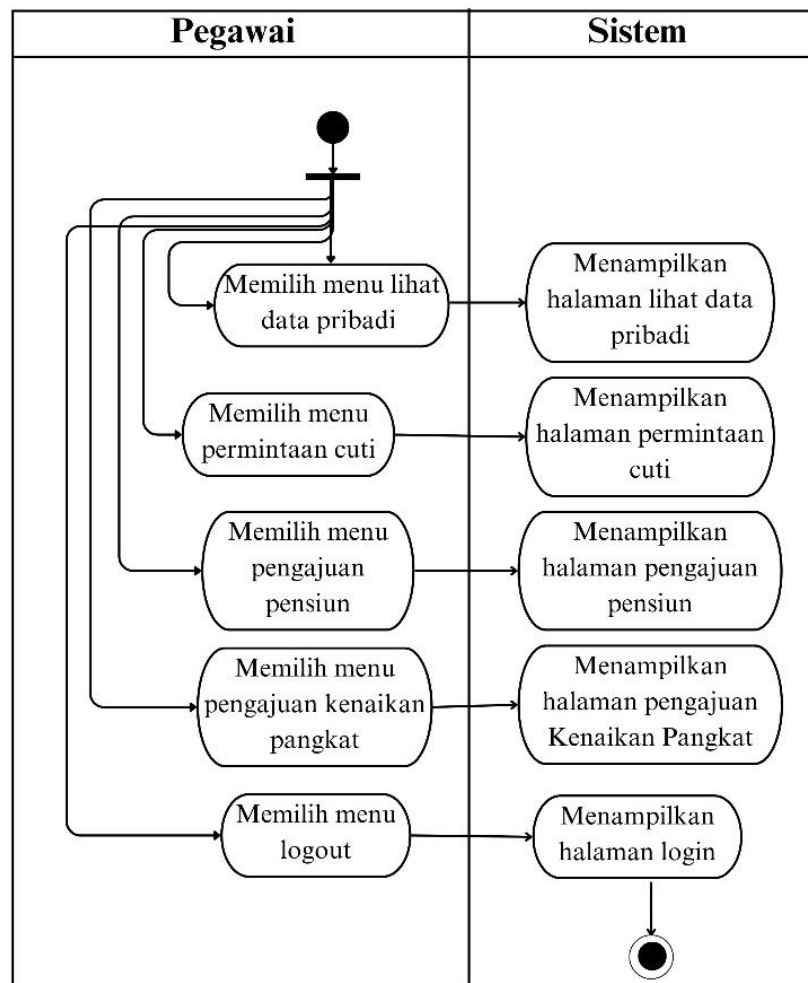 Pegawai
Sistem
Memilih menu lihat
data pribadi
Menampilkan
halaman lihat data
pribadi
Memilih menu
permintaan cuti
Menampilkan
halaman permintaan
cuti
Memilih menu
pengajuan
pensiun
Menampilkan
halaman pengajuan
pensiun
Memilih menu
pengajuan kenaikan
pangkat
Menampilkan
halaman pengajuan
Kenaikan Pangkat
Memilih menu
logout
Menampilkan
halaman login